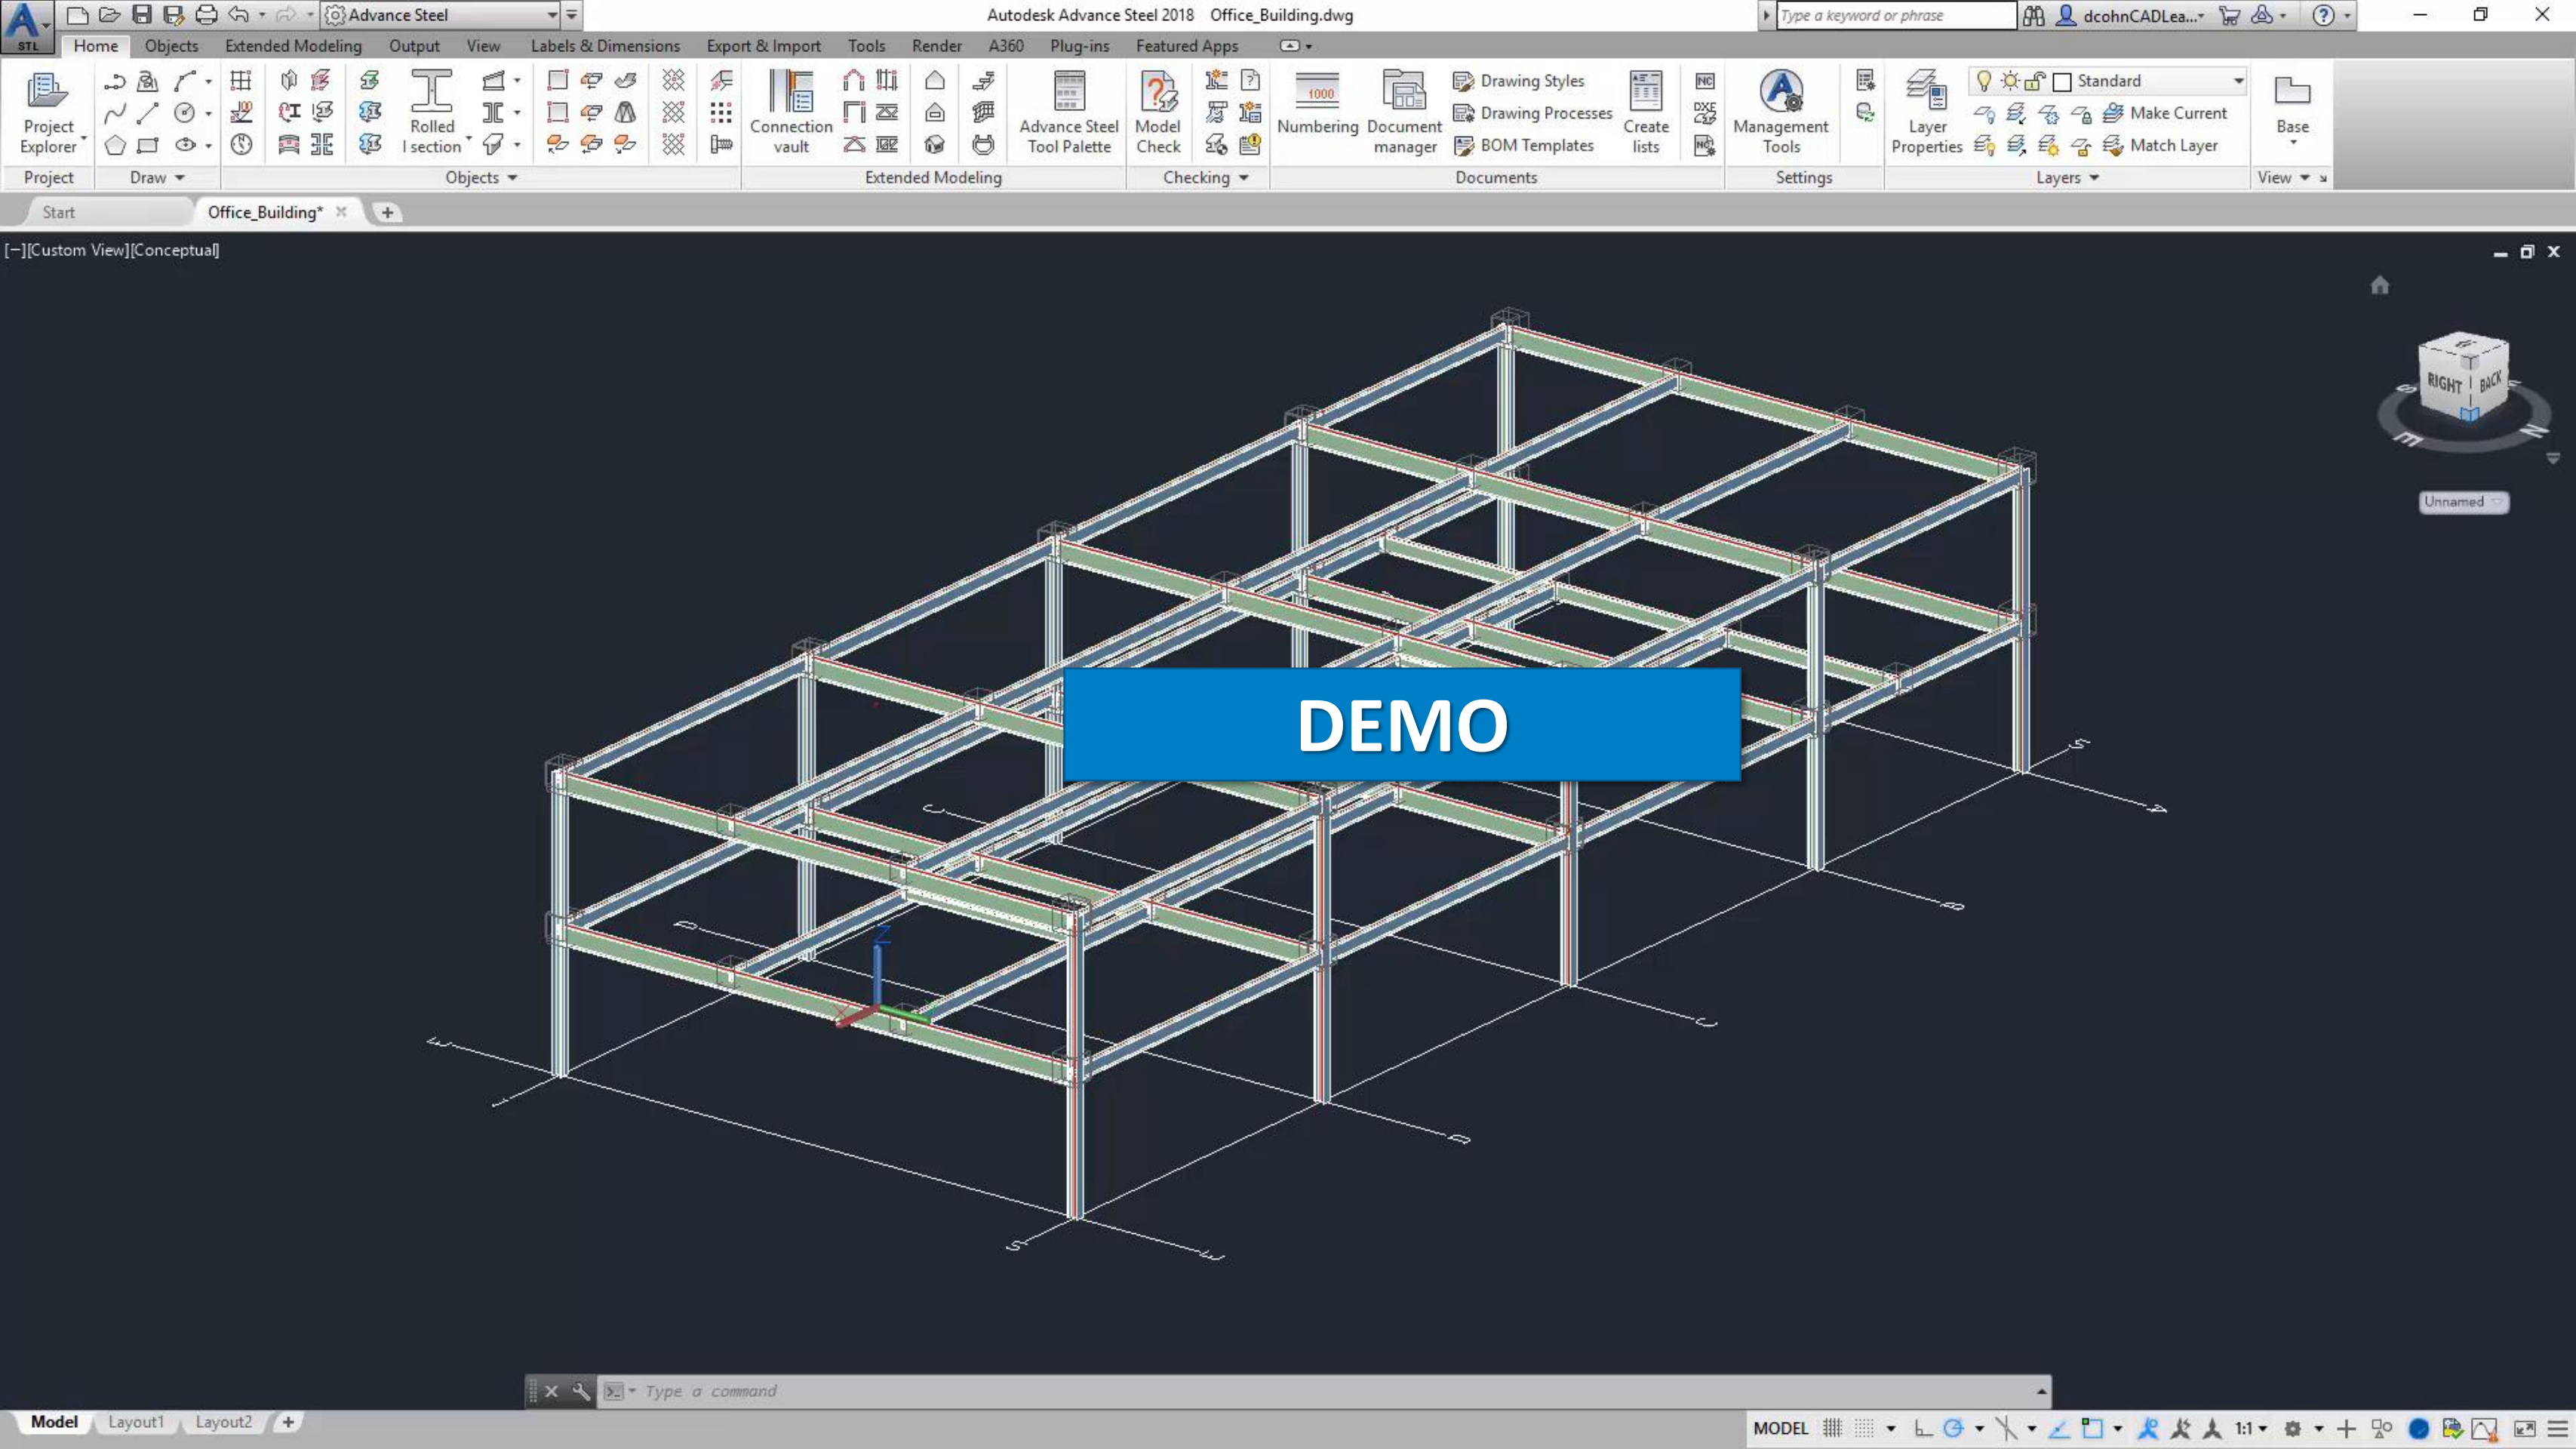 STL
Advance Steel
Autodesk Advance Steel 2018 Office_Building.dwg
Type a keyword or phrase
dcohnCADLea...
Home Objects Extended Modeling Output View Labels & Dimensions Export & Import Tools Render A360 Plug-ins Featured Apps
Project Explorer
Rolled I section
Connection vault
Advance Steel Tool Palette
Model Check
1000
Numbering
Document manager
Drawing Styles
Drawing Processes
BOM Templates
Create lists
NC
DXF
Management Tools
Layer Properties
Standard
Make Current
Match Layer
Base
Project Draw Objects Extended Modeling Checking Documents Settings Layers View
Start Office_Building*
[-][Custom View][Conceptual]
RIGHT BACK
S E N
Unnamed
DEMO
Z
Type a command
Model Layout1 Layout2
MODEL 1:1